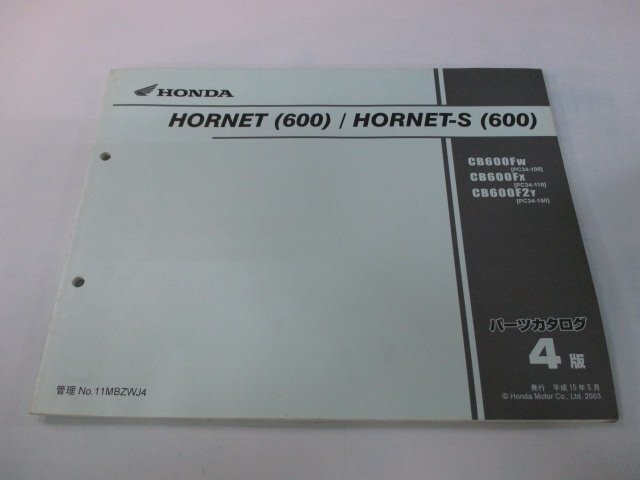 HONDA
HORNET (600) / HORNET-S (600)
CB600FW
[PC34-100]
CB600FX
[PC34-110]
CB600F2Y
[PC34-150]
パーツカタログ
4版
発行 平成15年5月
© Honda Motor Co., Ltd. 2003
管理 No.11MBZWJ4